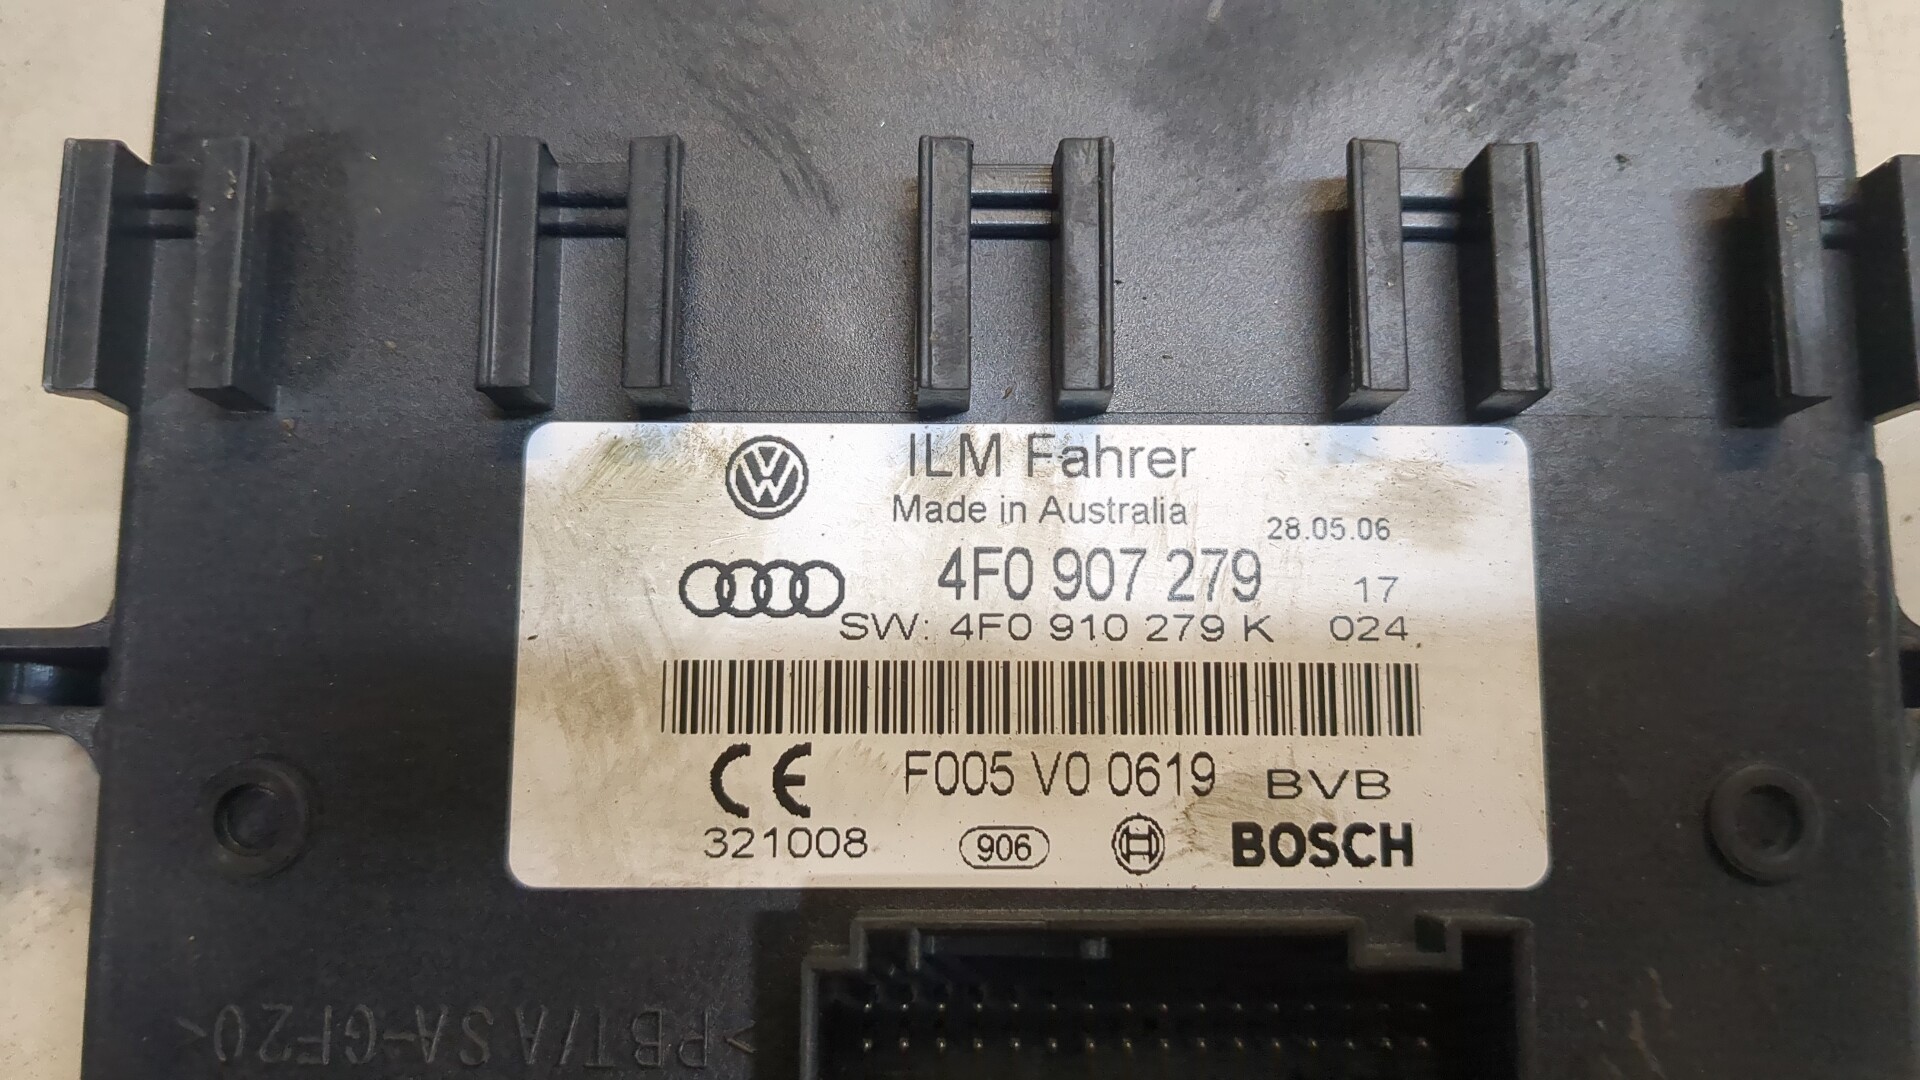 ILM Fahrer
Made in Australia
28.05.06
4F0 907 279 17
SW: 4F0 910 279 K 024
CE F005 V0 0619 BVB
321008 906 BOSCH
>PBT/ASA-GF20<